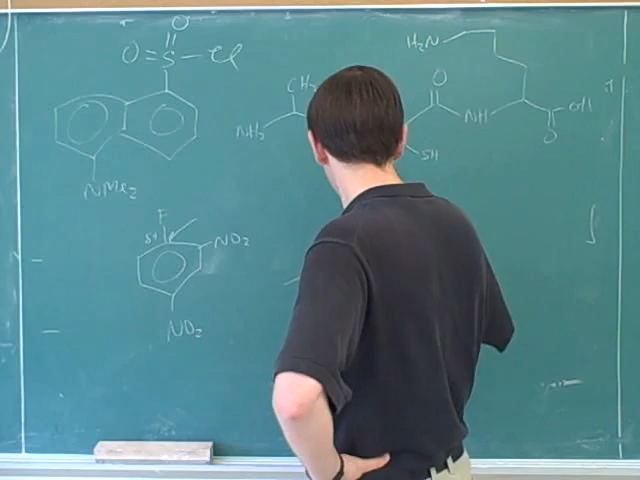 O
O=S-Cl
NMe2
F
δ+
NO2
NO2
CH3
NH2
SH
H2N
O
NH
OH
O